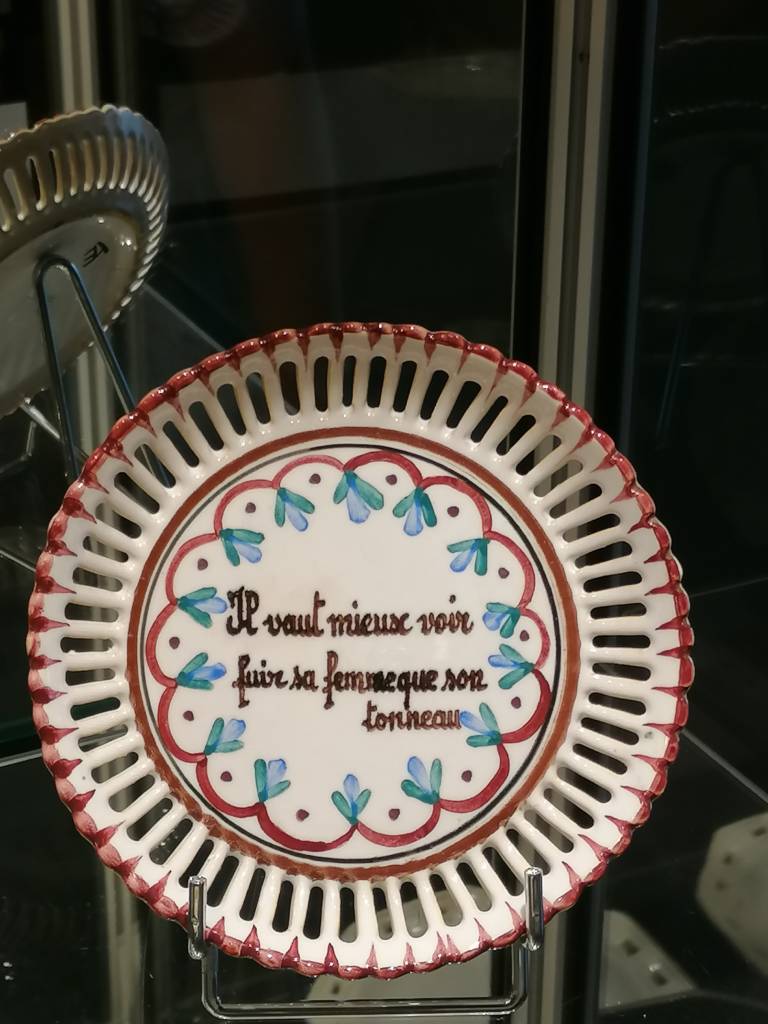 Il vaut mieux voir
fuir sa femme que son
tonneau